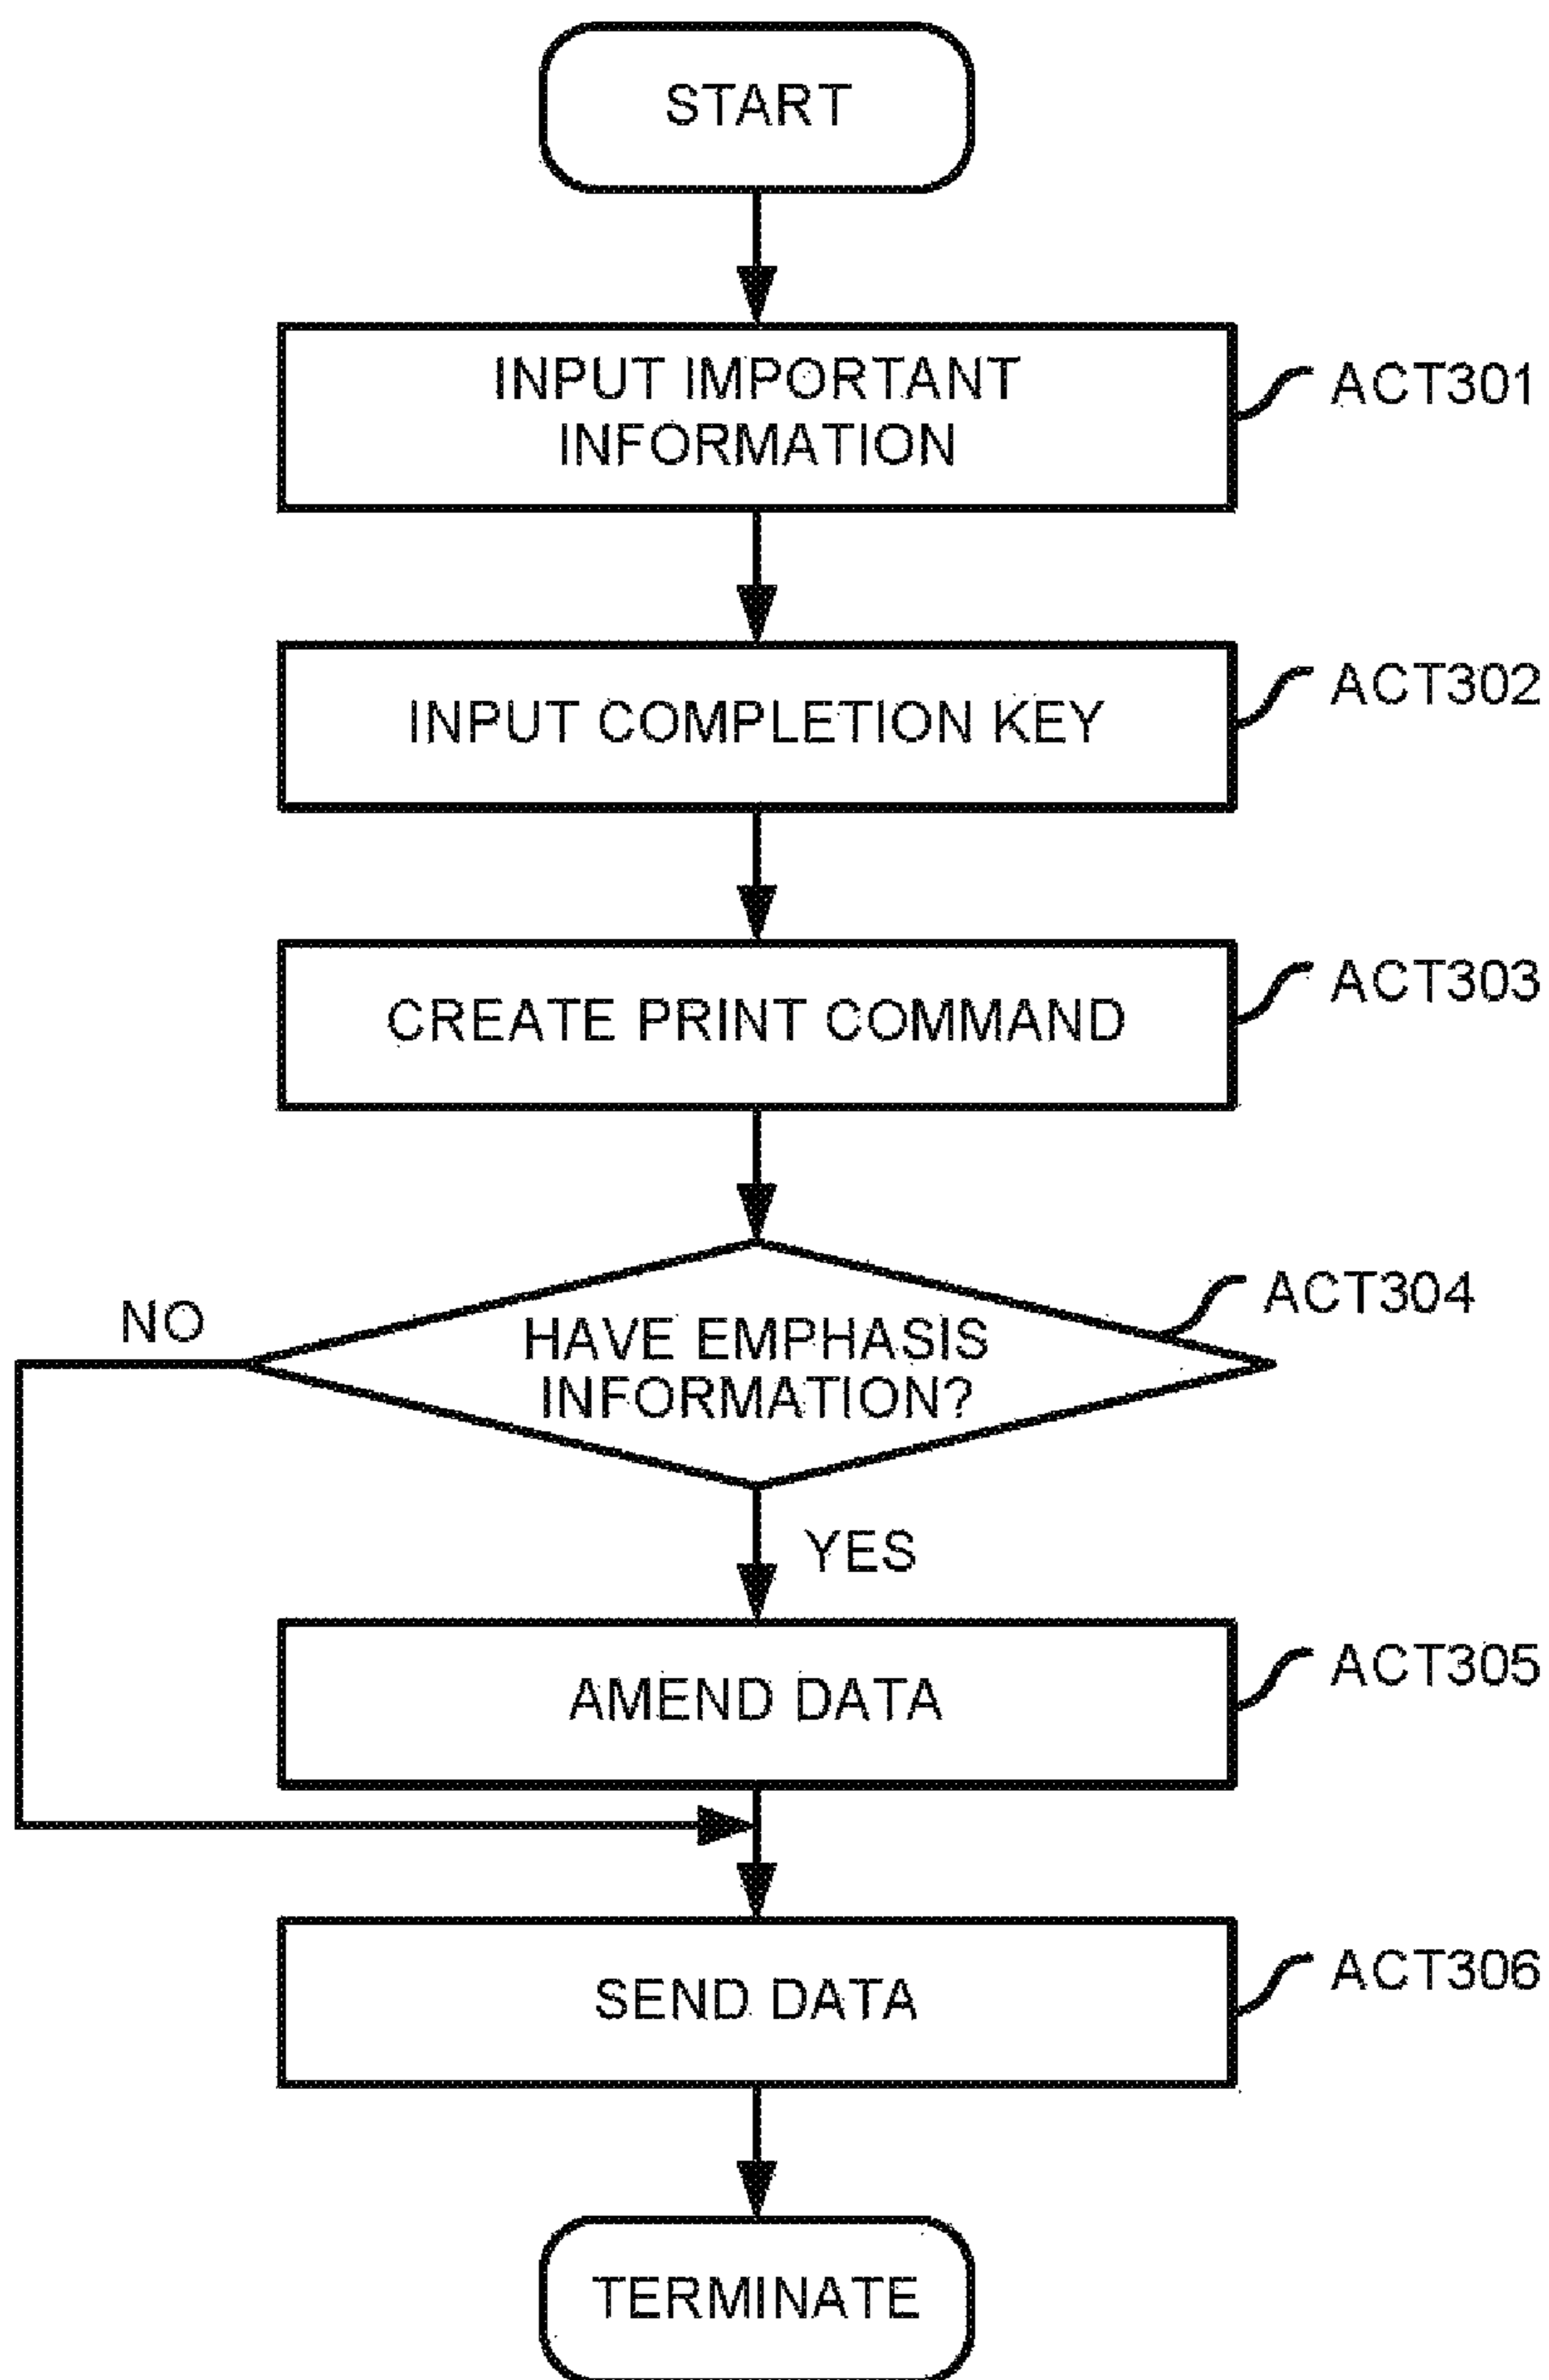 START
INPUT IMPORTANT
INFORMATION
ACT301
INPUT COMPLETION KEY
ACT302
CREATE PRINT COMMAND
ACT303
HAVE EMPHASIS
INFORMATION?
ACT304
NO
YES
AMEND DATA
ACT305
SEND DATA
ACT306
TERMINATE